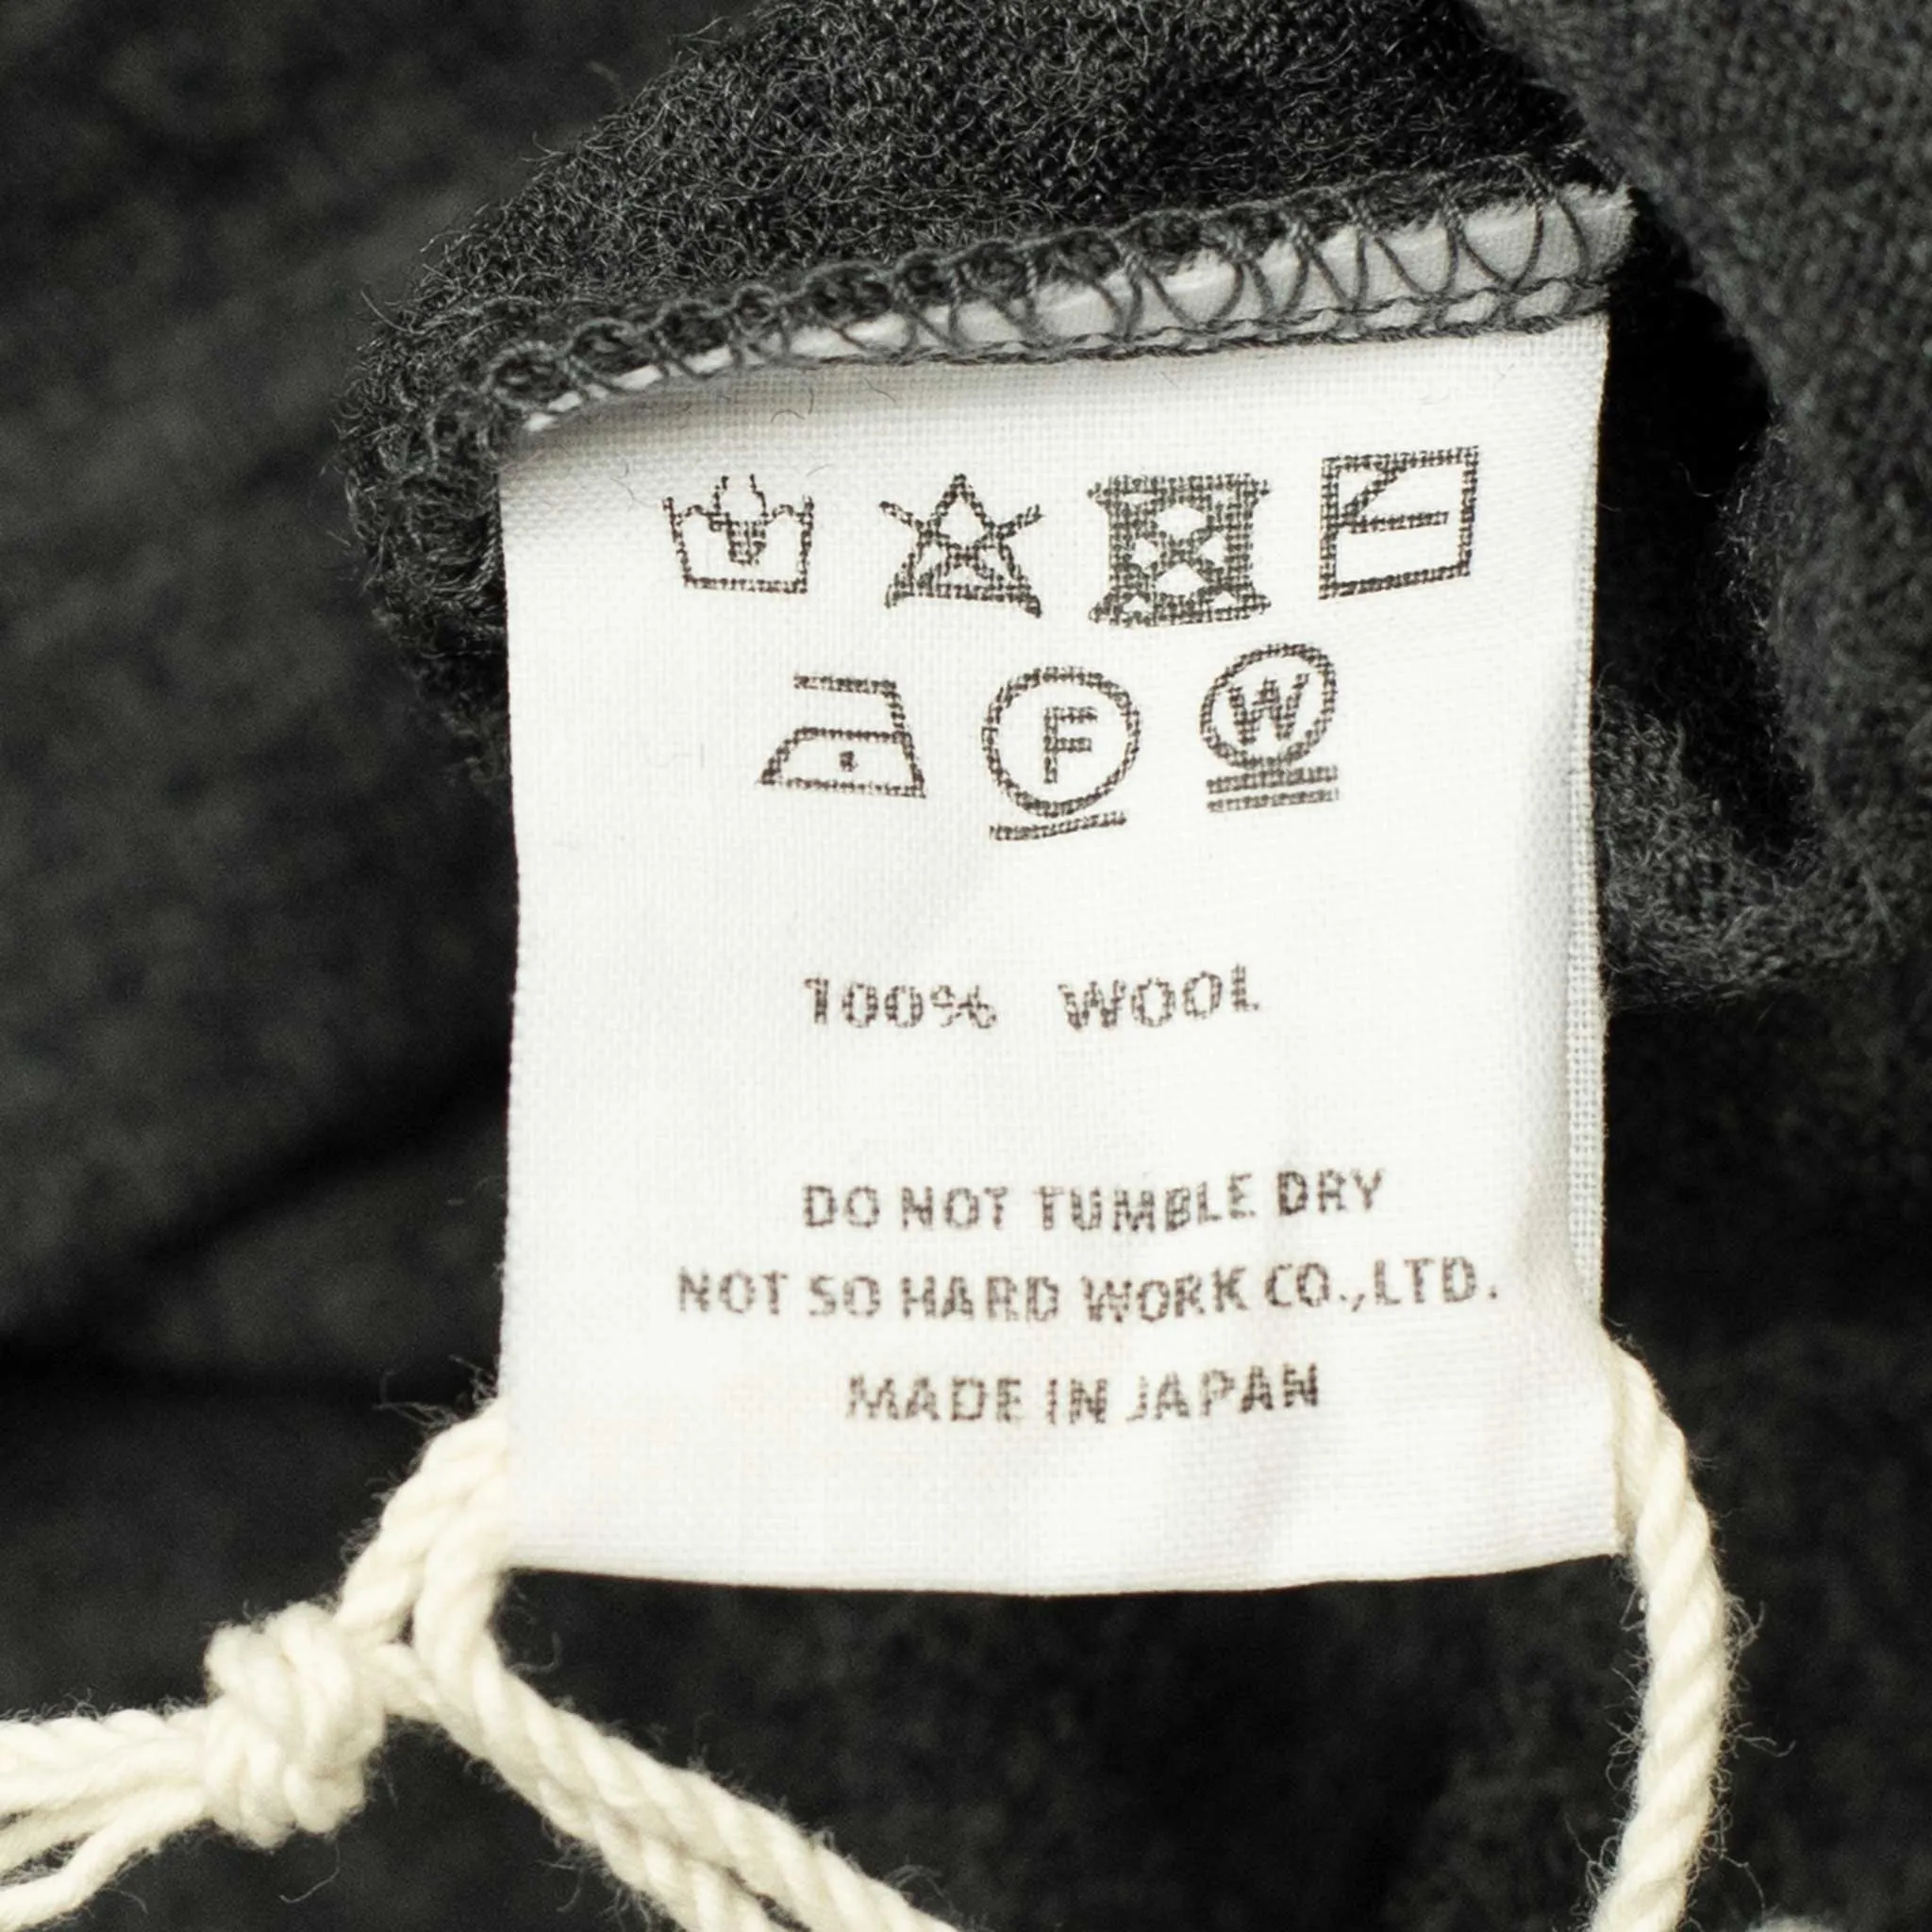 F W
100% WOOL
DO NOT TUMBLE DRY
NOT SO HARD WORK CO.,LTD.
MADE IN JAPAN